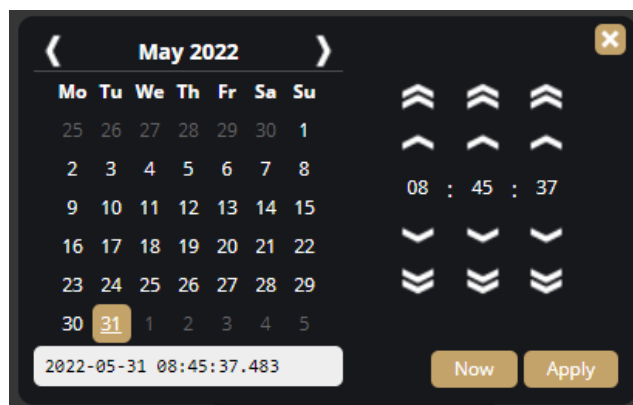 May 2022
Mo Tu We Th Fr Sa Su
25 26 27 28 29 30 1
2 3 4 5 6 7 8
9 10 11 12 13 14 15
16 17 18 19 20 21 22
23 24 25 26 27 28 29
30 31 1 2 3 4 5
2022-05-31 08:45:37.483
08 : 45 : 37
Now Apply